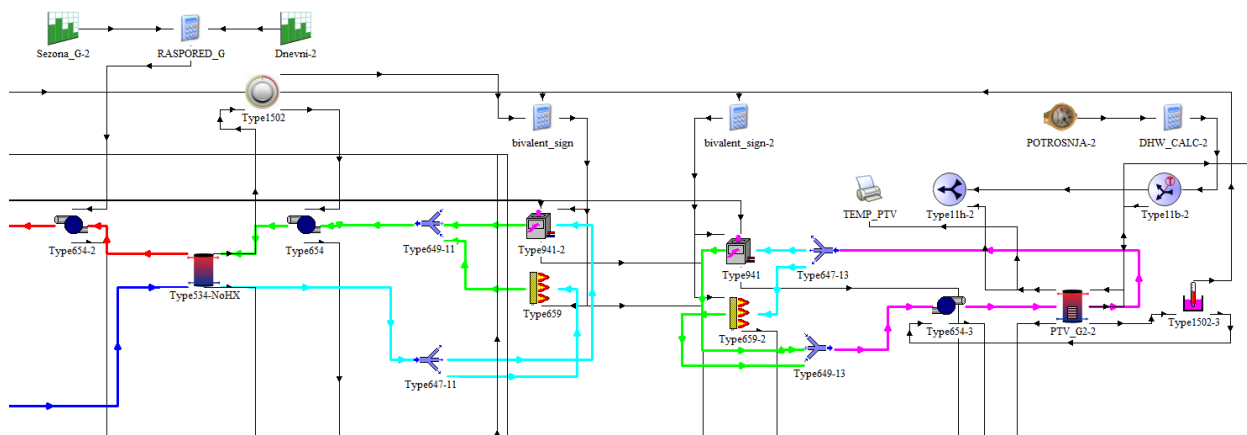 Sezona_G-2
RASPORED_G
Dnevni-2
Type1502
bivalent_sign
bivalent_sign-2
POTROSNJA-2
DHW_CALC-2
TEMP_PTV
Type11h-2
T
Type11b-2
Type654-2
Type654
Type649-11
Type941-2
Type941
Type647-13
Type534-NoHX
Type659
Type659-2
Type654-3
PTV_G2-2
Type1502-3
Type647-11
Type649-13